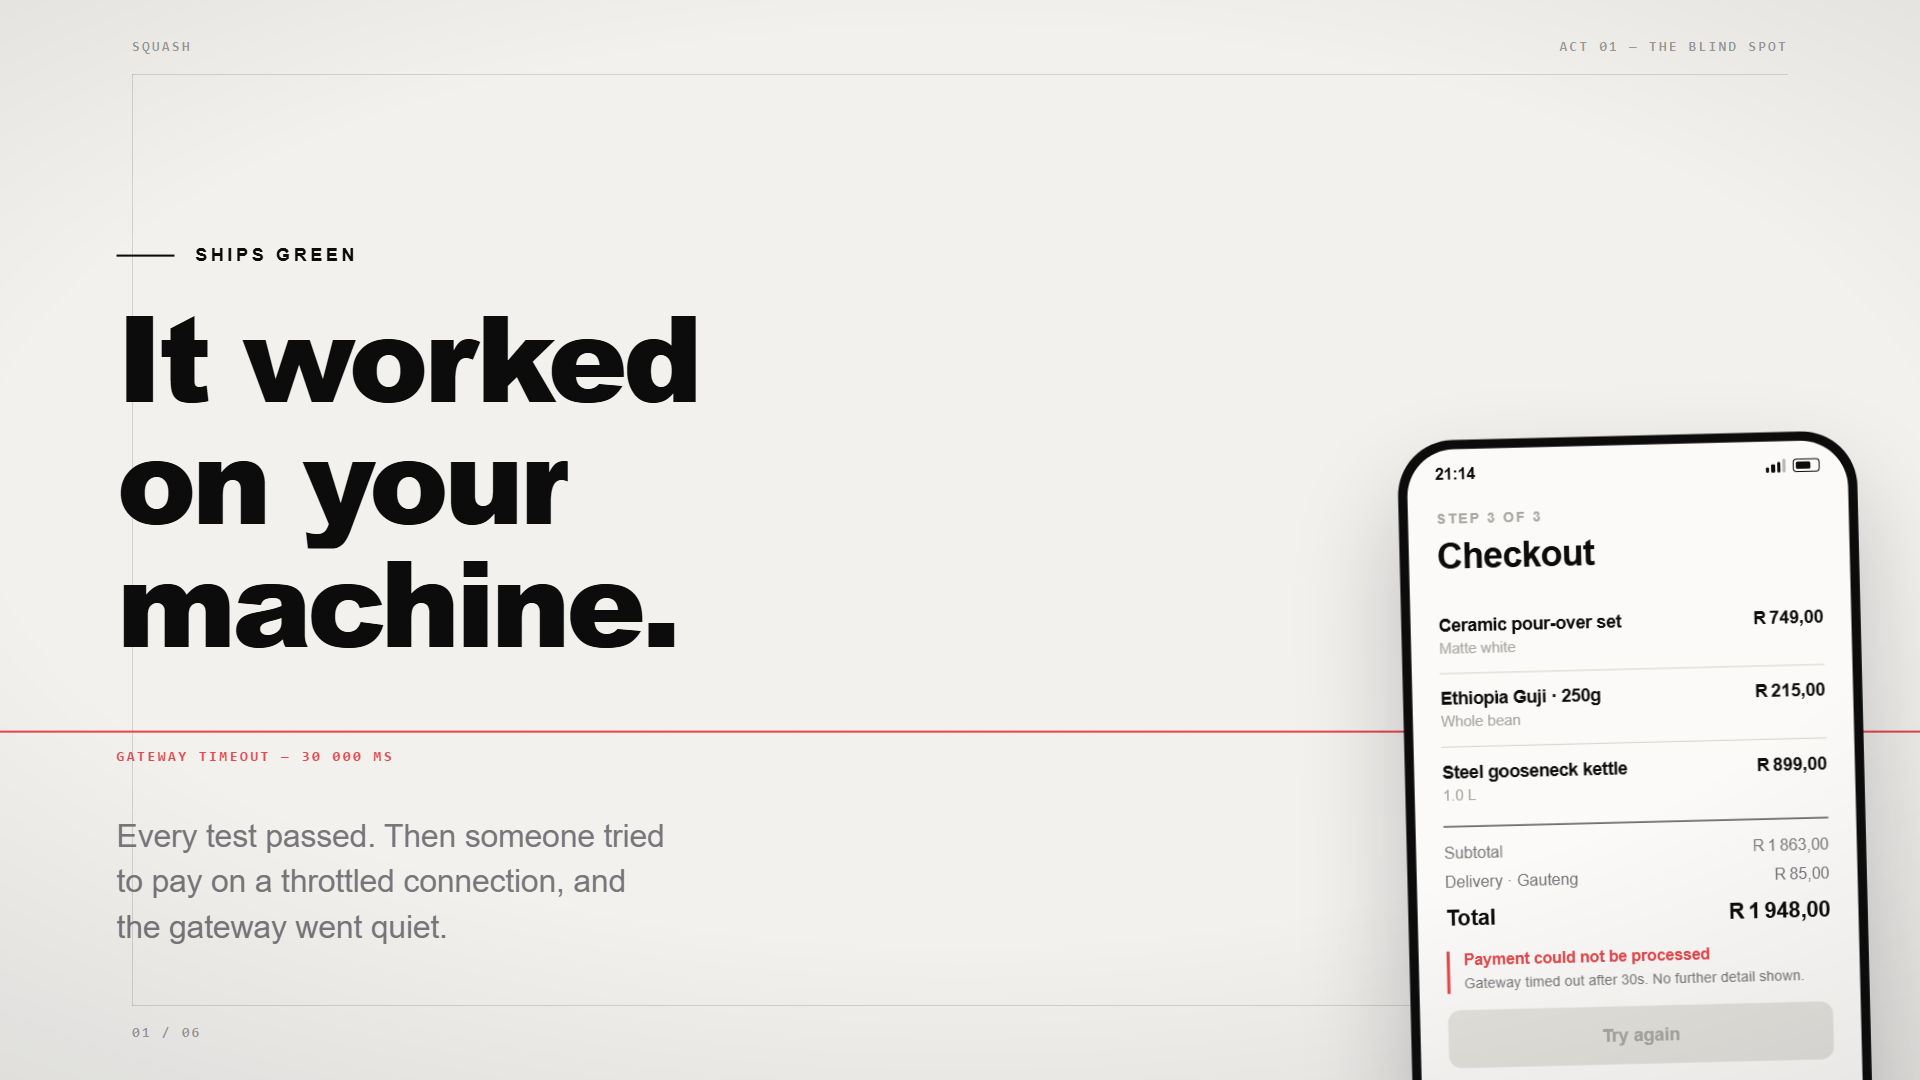 SQUASH
ACT 01 — THE BLIND SPOT
SHIPS GREEN
It worked
on your
machine.
GATEWAY TIMEOUT — 30 000 MS
Every test passed. Then someone tried
to pay on a throttled connection, and
the gateway went quiet.
01 / 06
21:14
STEP 3 OF 3
Checkout
Ceramic pour-over set R 749,00
Matte white
Ethiopia Guji · 250g R 215,00
Whole bean
Steel gooseneck kettle R 899,00
1.0 L
Subtotal R 1 863,00
Delivery · Gauteng R 85,00
Total R 1 948,00
Payment could not be processed
Gateway timed out after 30s. No further detail shown.
Try again